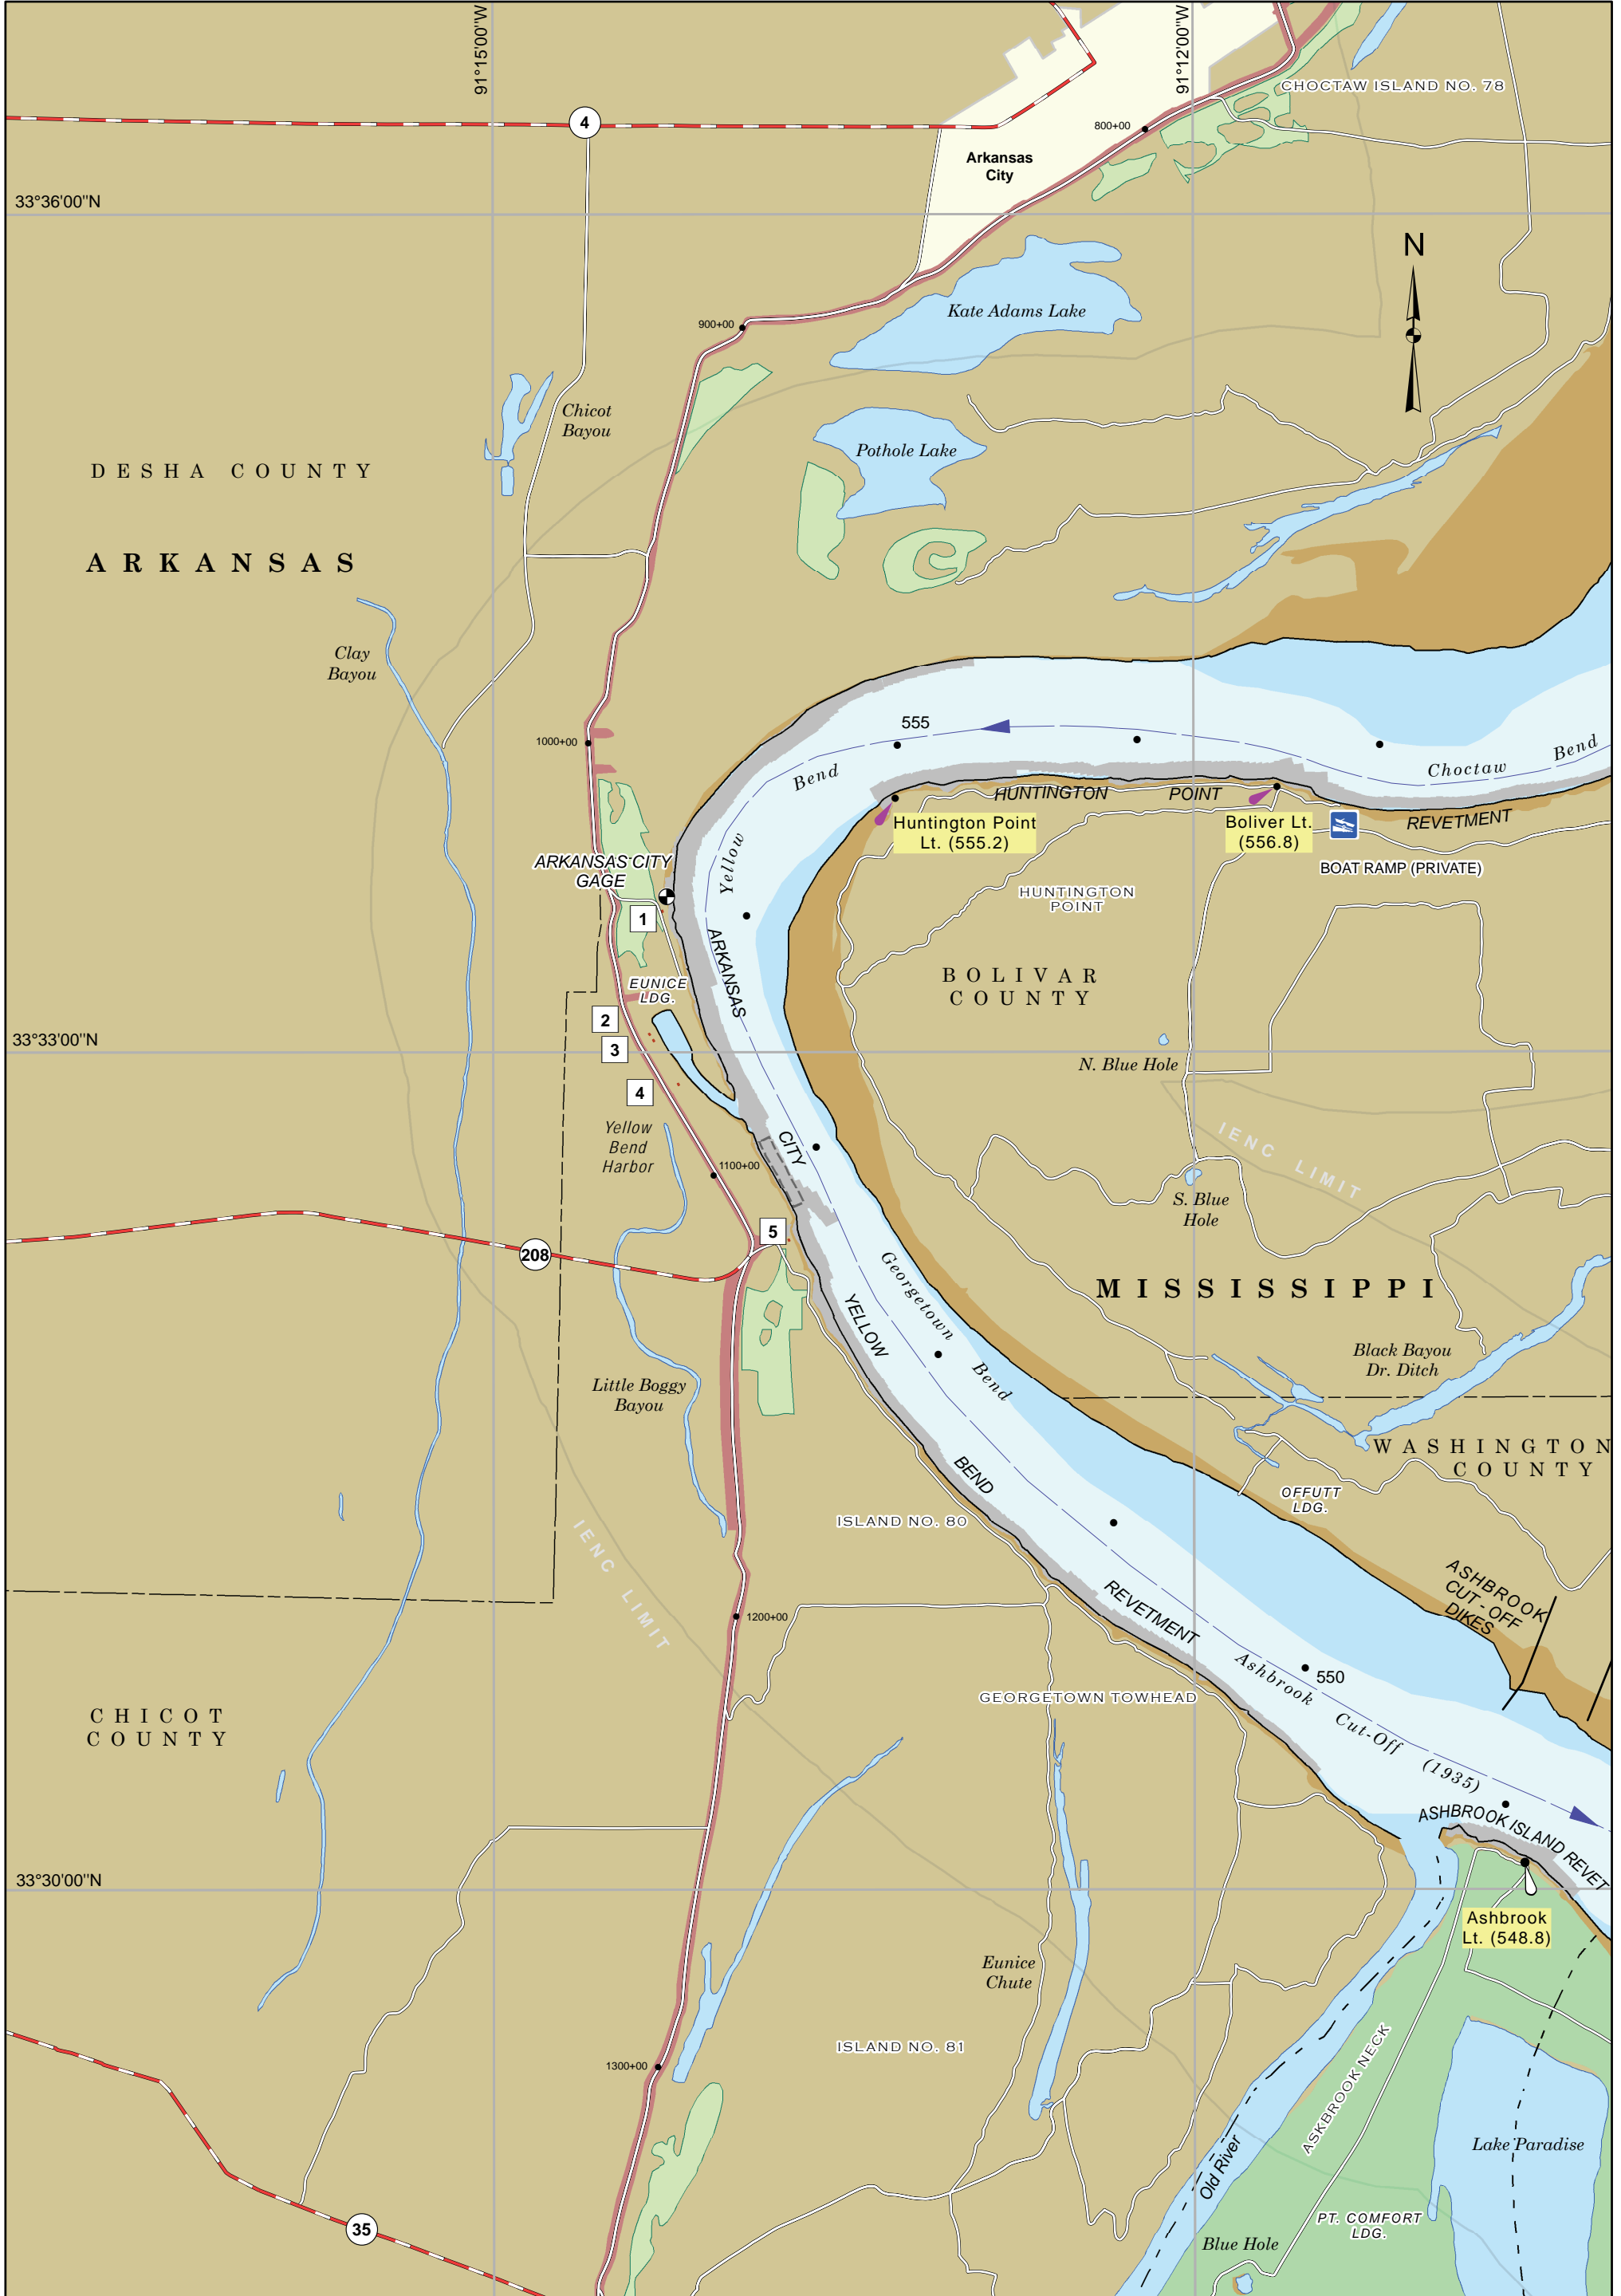 91°15'00"W
91°12'00"W
CHOCTAW ISLAND NO. 78
4
800+00
Arkansas
City
33°36'00"N
N
Kate Adams Lake
900+00
Chicot
Bayou
Pothole Lake
DESHA COUNTY
ARKANSAS
Clay
Bayou
555
1000+00
Bend
Choctaw
Bend
HUNTINGTON
POINT
REVETMENT
Huntington Point
Lt. (555.2)
Boliver Lt.
(556.8)
Yellow
ARKANSAS CITY
GAGE
BOAT RAMP (PRIVATE)
HUNTINGTON
POINT
1
ARKANSAS
BOLIVAR
COUNTY
EUNICE
LDG.
2
33°33'00"N
3
N. Blue Hole
4
Yellow
Bend
Harbor
CITY
IENC LIMIT
1100+00
S. Blue
Hole
5
208
Georgetown
Bend
MISSISSIPPI
YELLOW
Black Bayou
Dr. Ditch
Little Boggy
Bayou
WASHINGTON
COUNTY
BEND
OFFUTT
LDG.
ISLAND NO. 80
IENC LIMIT
ASHBROOK
CUT-OFF
DIKES
REVETMENT
1200+00
Ashbrook
Cut-Off
(1935)
550
GEORGETOWN TOWHEAD
CHICOT
COUNTY
ASHBROOK ISLAND REVET
33°30'00"N
Ashbrook
Lt. (548.8)
Eunice
Chute
ISLAND NO. 81
1300+00
ASKBROOK NECK
Lake Paradise
Old River
PT. COMFORT
LDG.
35
Blue Hole